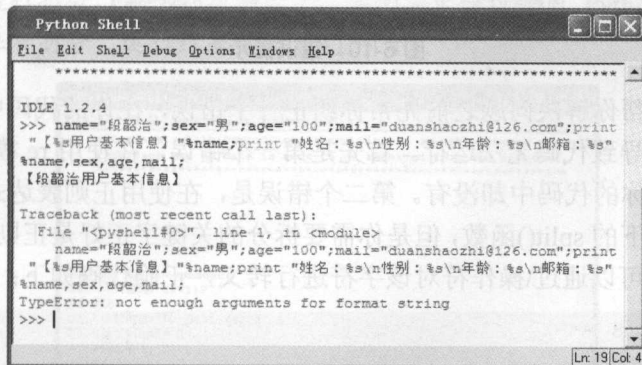 Python Shell
File Edit Shell Debug Options Windows Help
****************************************************************
IDLE 1.2.4
>>> name="段韶治";sex="男";age="100";mail="duanshaozhi@126.com";print
"【%s用户基本信息】"%name;print "姓名：%s\n性别：%s\n年龄：%s\n邮箱：%s"
%name,sex,age,mail;
【段韶治用户基本信息】
Traceback (most recent call last):
File "<pyshell#0>", line 1, in <module>
name="段韶治";sex="男";age="100";mail="duanshaozhi@126.com";print
"【%s用户基本信息】"%name;print "姓名：%s\n性别：%s\n年龄：%s\n邮箱：%s"
%name,sex,age,mail;
TypeError: not enough arguments for format string
>>>
Ln: 19 Col: 4